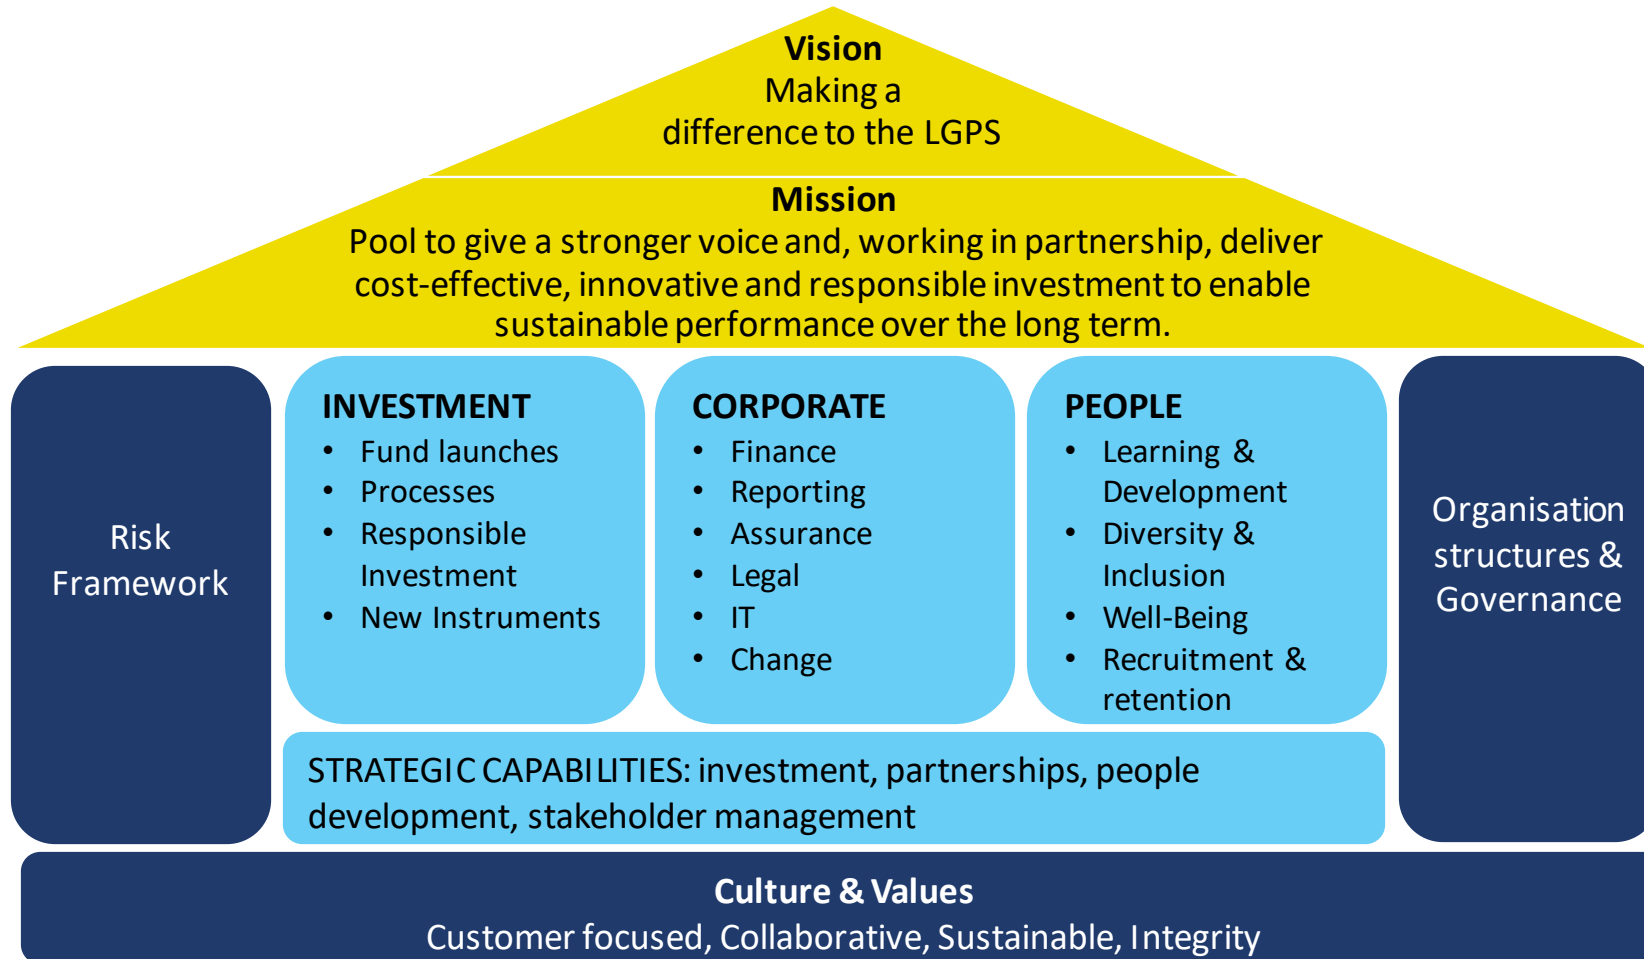 Vision
Making a
difference to the LGPS
Mission
Pool to give a stronger voice and, working in partnership, deliver
cost-effective, innovative and responsible investment to enable
sustainable performance over the long term.
Risk
Framework
INVESTMENT
• Fund launches
• Processes
• Responsible
Investment
• New Instruments
CORPORATE
• Finance
• Reporting
• Assurance
• Legal
• IT
• Change
PEOPLE
• Learning &
Development
• Diversity &
Inclusion
• Well-Being
• Recruitment &
retention
Organisation
structures &
Governance
STRATEGIC CAPABILITIES: investment, partnerships, people
development, stakeholder management
Culture & Values
Customer focused, Collaborative, Sustainable, Integrity